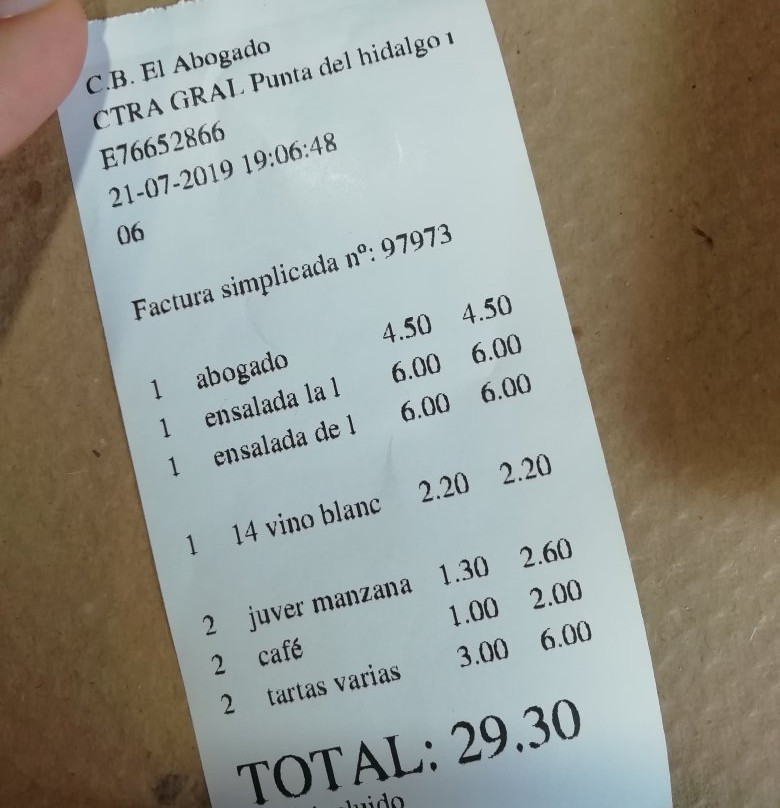 C.B. El Abogado
CTRA GRAL Punta del hidalgo 1
E76652866
21-07-2019 19:06:48
06
Factura simplicada nº: 97973
1 abogado 4.50 4.50
1 ensalada la l 6.00 6.00
1 ensalada de l 6.00 6.00
1 14 vino blanc 2.20 2.20
2 juver manzana 1.30 2.60
2 café 1.00 2.00
2 tartas varias 3.00 6.00
TOTAL: 29.30